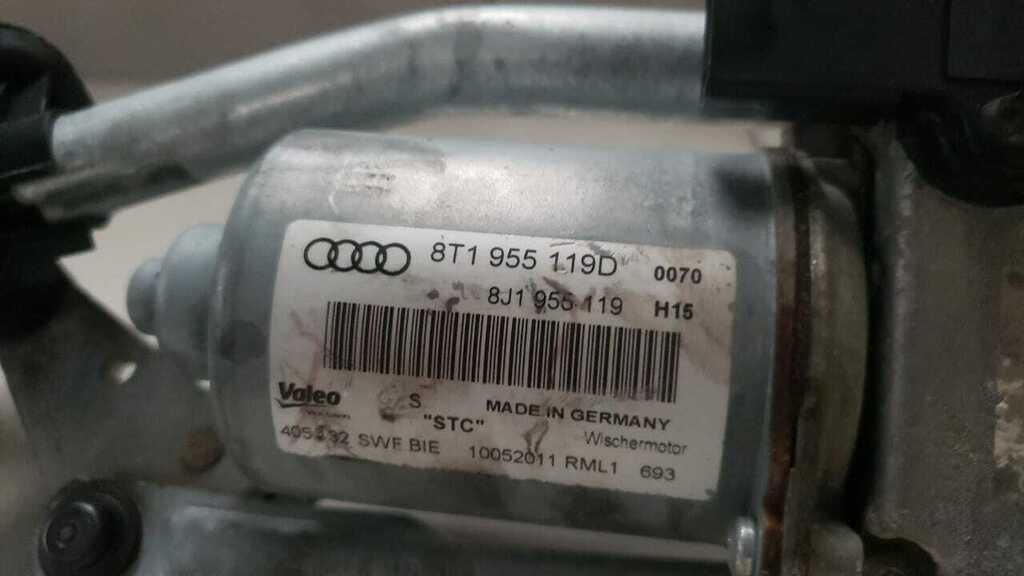 8T1 955 119D 0070
8J1 955 119 H15
Valeo S MADE IN GERMANY
"STC" Wischermotor
SWF BIE 10052011 RML1 693